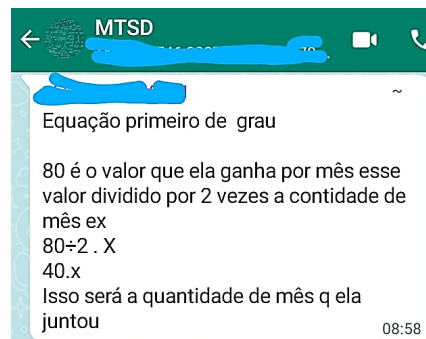 MTSD
~
Equação primeiro de grau
80 é o valor que ela ganha por mês esse
valor dividido por 2 vezes a contidade de
mês ex
80÷2 . X
40.x
Isso será a quantidade de mês q ela
juntou
08:58